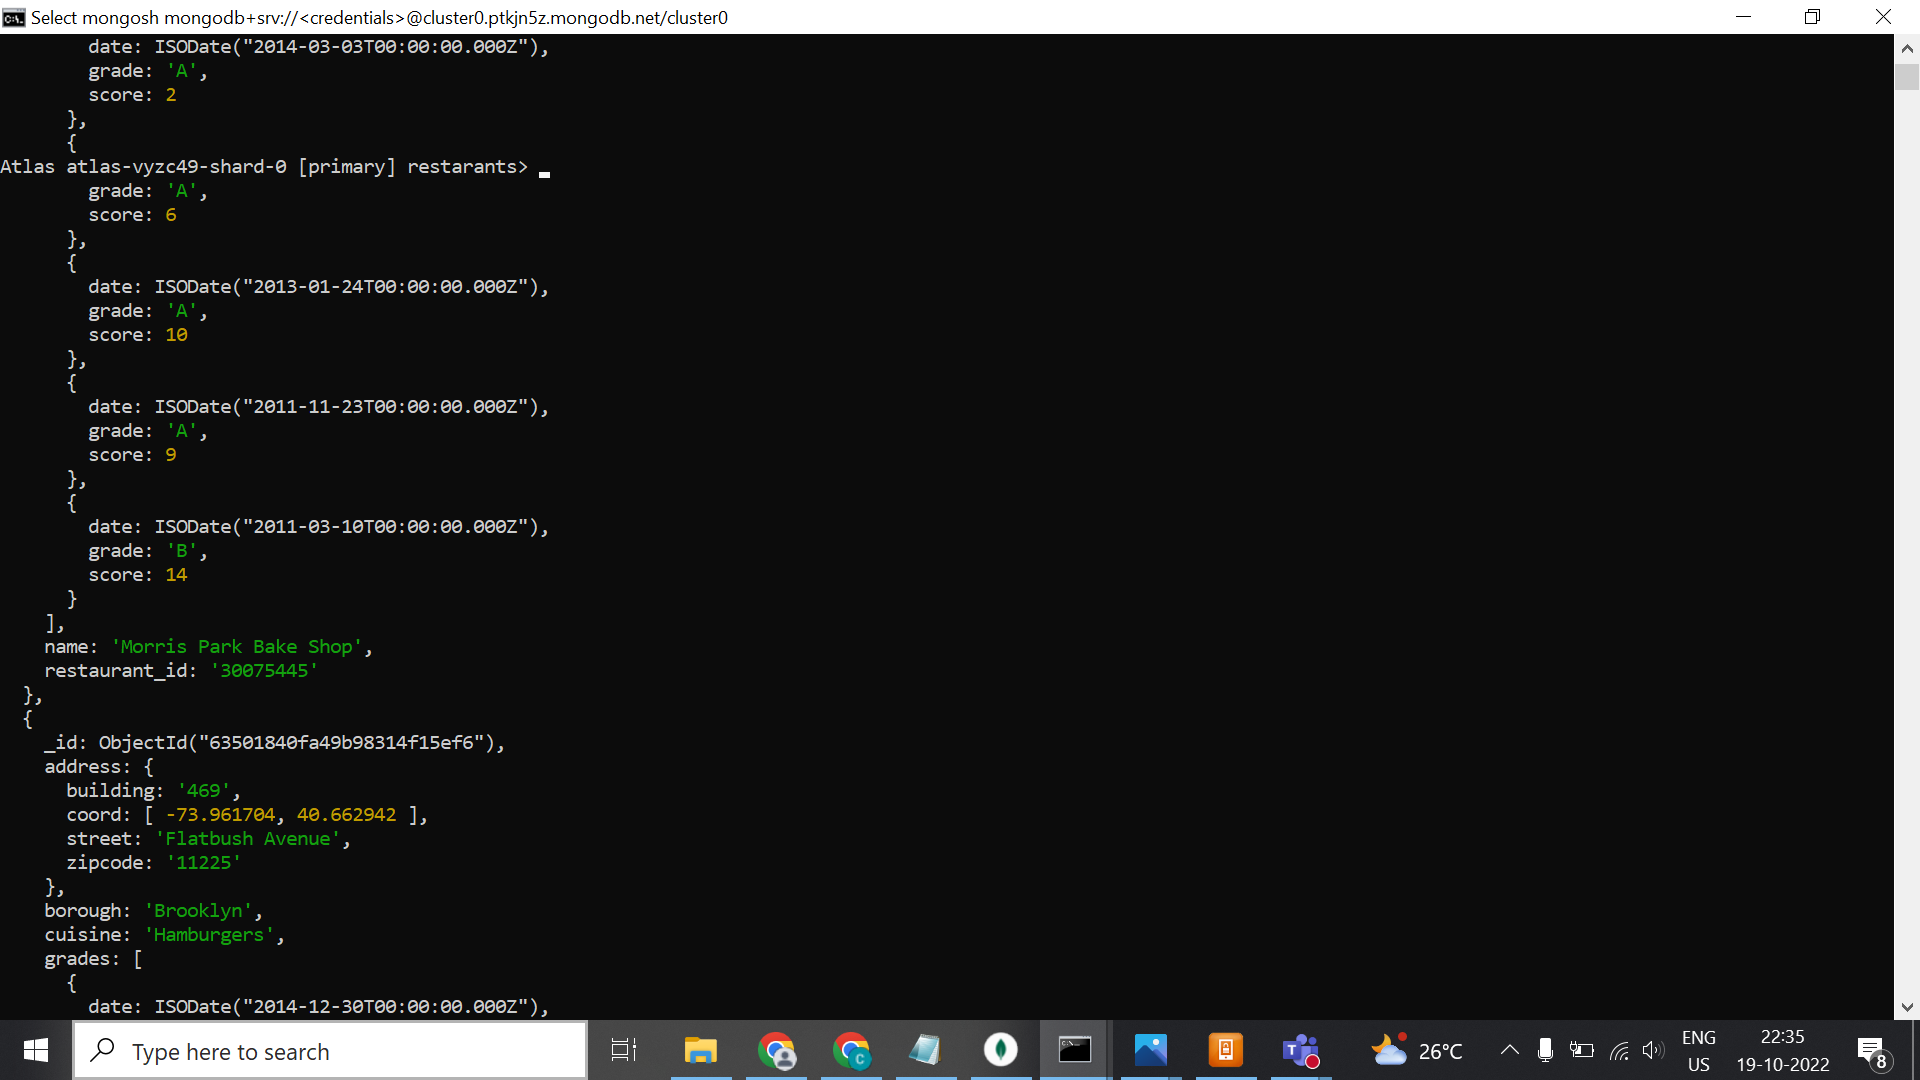 Select mongosh mongodb+srv://<credentials>@cluster0.ptkjn5z.mongodb.net/cluster0
date: ISODate("2014-03-03T00:00:00.000Z"),
grade: 'A',
score: 2
},
{
Atlas atlas-vyzc49-shard-0 [primary] restarants>
grade: 'A',
score: 6
},
{
date: ISODate("2013-01-24T00:00:00.000Z"),
grade: 'A',
score: 10
},
{
date: ISODate("2011-11-23T00:00:00.000Z"),
grade: 'A',
score: 9
},
{
date: ISODate("2011-03-10T00:00:00.000Z"),
grade: 'B',
score: 14
}
],
name: 'Morris Park Bake Shop',
restaurant_id: '30075445'
},
{
_id: ObjectId("63501840fa49b98314f15ef6"),
address: {
building: '469',
coord: [ -73.961704, 40.662942 ],
street: 'Flatbush Avenue',
zipcode: '11225'
},
borough: 'Brooklyn',
cuisine: 'Hamburgers',
grades: [
{
date: ISODate("2014-12-30T00:00:00.000Z"),
Type here to search
26°C
ENG
US
22:35
19-10-2022
8